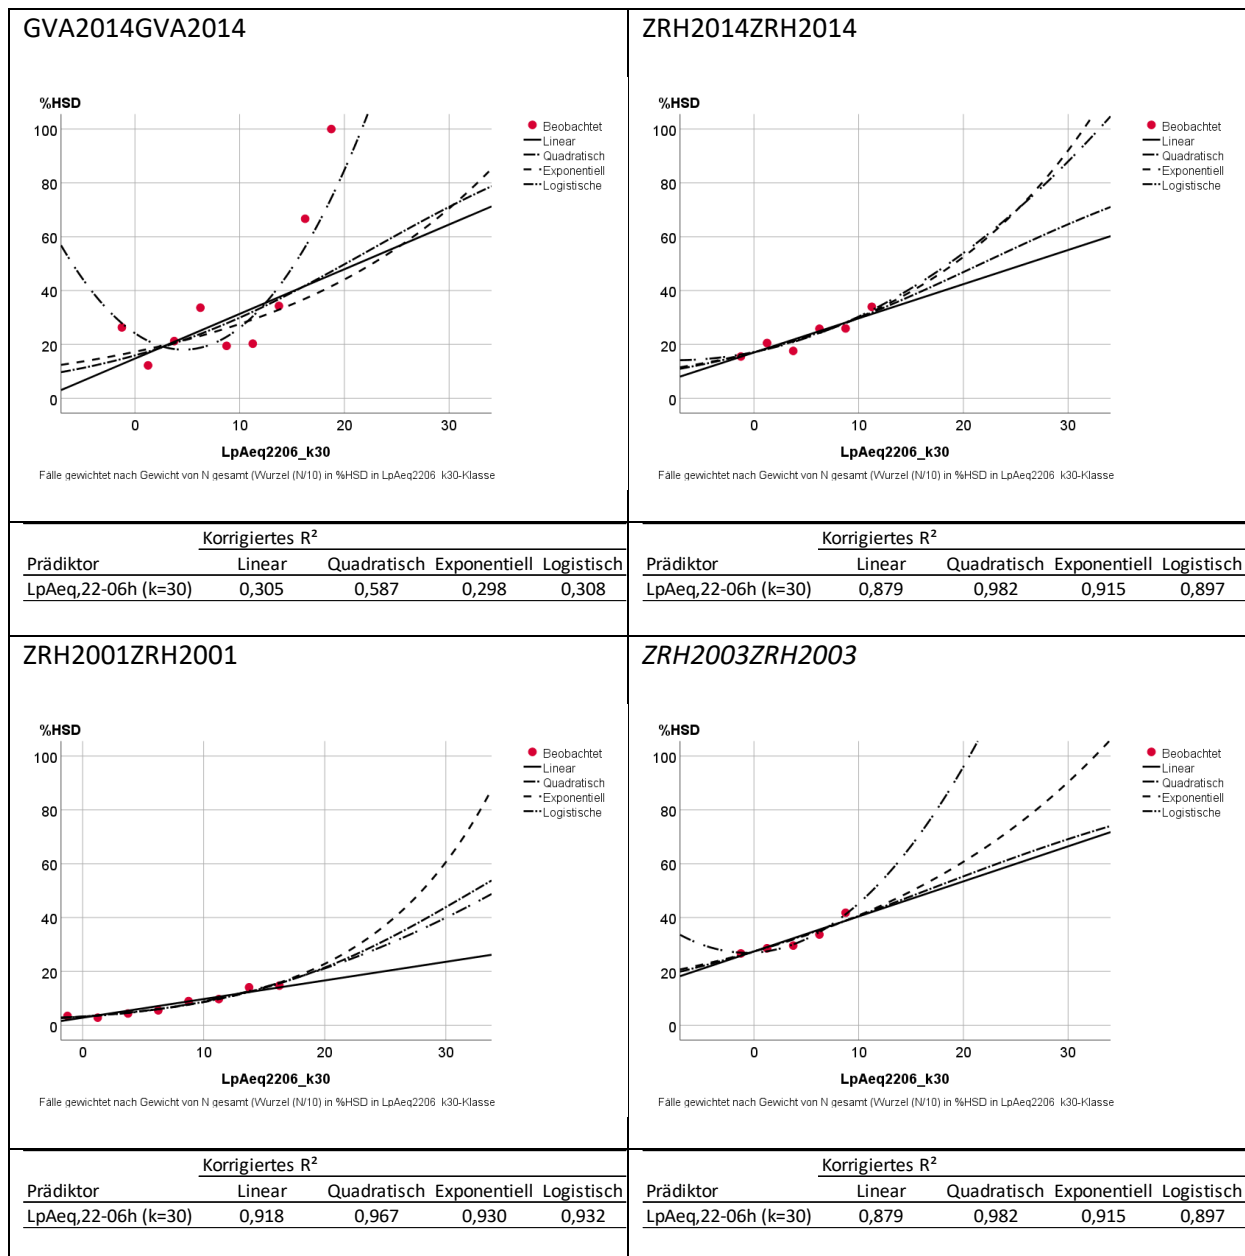 GVA2014GVA2014
%HSD
100
80
60
40
20
0
0 10 20 30
LpAeq2206_k30
Beobachtet
Linear
Quadratisch
Exponentiell
Logistische
Fälle gewichtet nach Gewicht von N gesamt (Wurzel (N/10) in %HSD in LpAeq2206_k30-Klasse
Korrigiertes R²
Prädiktor Linear Quadratisch Exponentiell Logistisch
LpAeq,22-06h (k=30) 0,305 0,587 0,298 0,308
ZRH2014ZRH2014
%HSD
100
80
60
40
20
0
0 10 20 30
LpAeq2206_k30
Beobachtet
Linear
Quadratisch
Exponentiell
Logistische
Fälle gewichtet nach Gewicht von N gesamt (Wurzel (N/10) in %HSD in LpAeq2206_k30-Klasse
Korrigiertes R²
Prädiktor Linear Quadratisch Exponentiell Logistisch
LpAeq,22-06h (k=30) 0,879 0,982 0,915 0,897
ZRH2001ZRH2001
%HSD
100
80
60
40
20
0
0 10 20 30
LpAeq2206_k30
Beobachtet
Linear
Quadratisch
Exponentiell
Logistische
Fälle gewichtet nach Gewicht von N gesamt (Wurzel (N/10) in %HSD in LpAeq2206_k30-Klasse
Korrigiertes R²
Prädiktor Linear Quadratisch Exponentiell Logistisch
LpAeq,22-06h (k=30) 0,918 0,967 0,930 0,932
ZRH2003ZRH2003
%HSD
100
80
60
40
20
0
0 10 20 30
LpAeq2206_k30
Beobachtet
Linear
Quadratisch
Exponentiell
Logistische
Fälle gewichtet nach Gewicht von N gesamt (Wurzel (N/10) in %HSD in LpAeq2206_k30-Klasse
Korrigiertes R²
Prädiktor Linear Quadratisch Exponentiell Logistisch
LpAeq,22-06h (k=30) 0,879 0,982 0,915 0,897